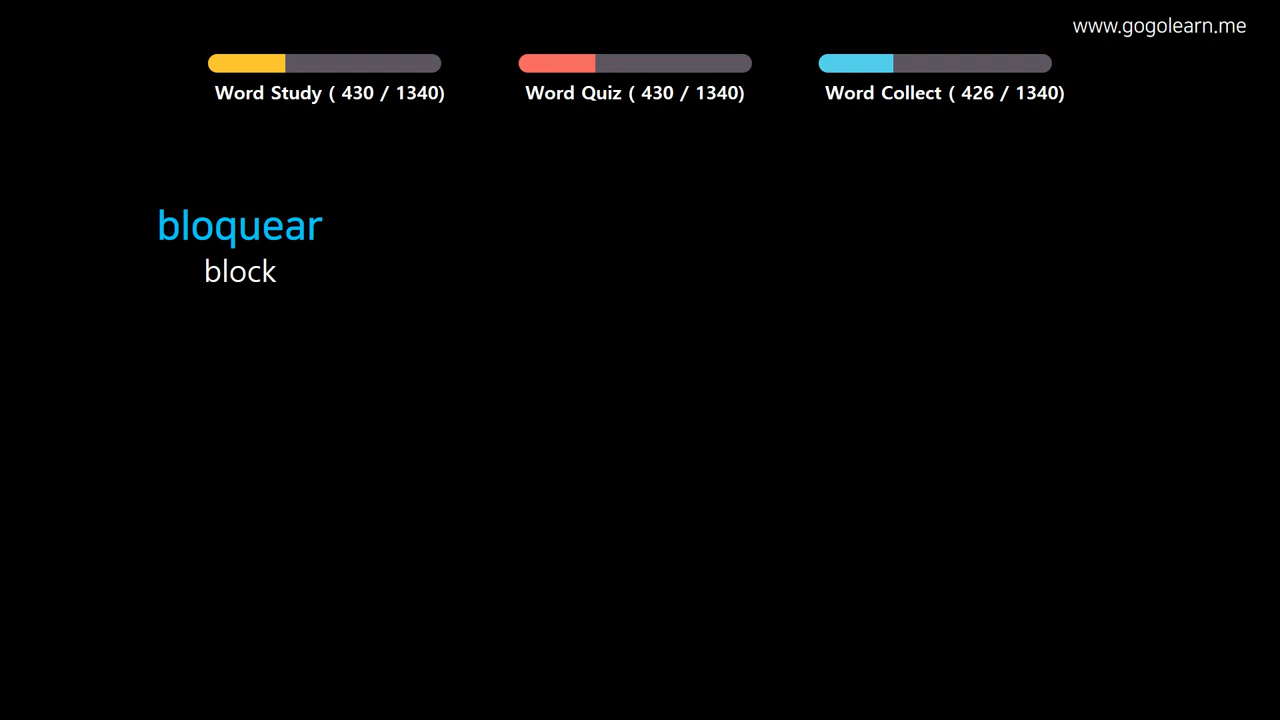 www.gogolearn.me
Word Study ( 430 / 1340)
Word Quiz ( 430 / 1340)
Word Collect ( 426 / 1340)
bloquear
block